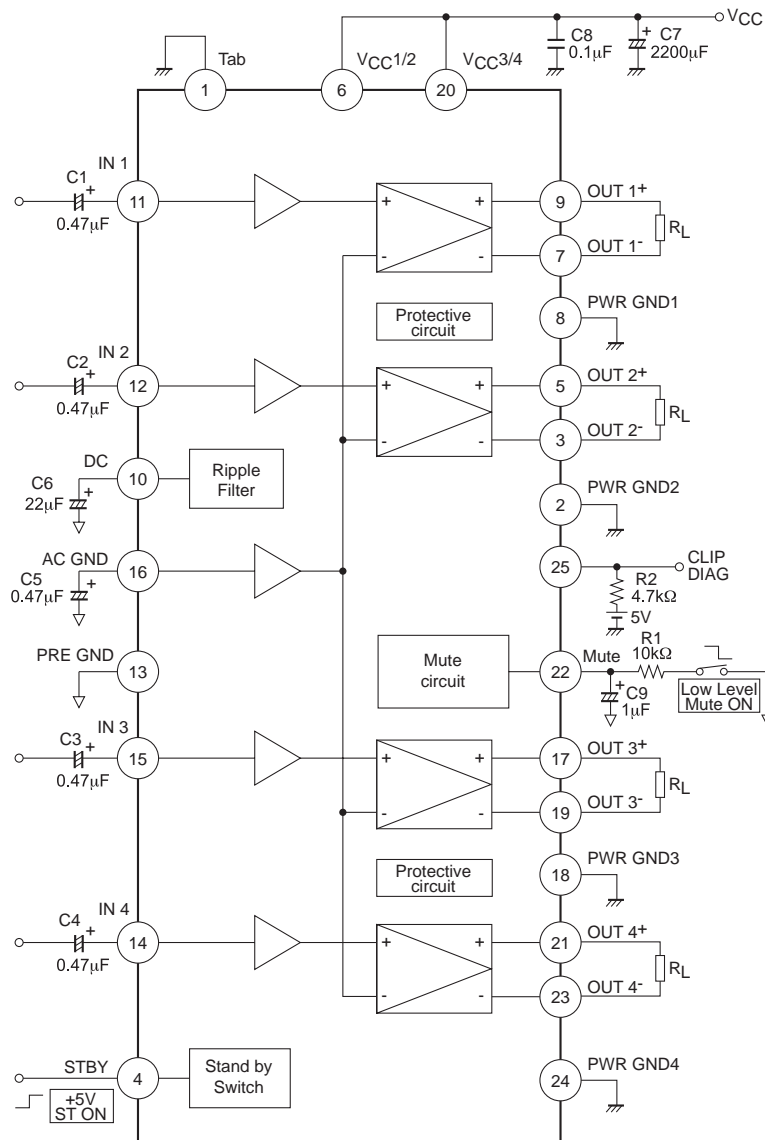 C8
0.1µF
C7
+
2200µF
VCC
Tab
VCC1/2
VCC3/4
1
6
20
IN 1
C1
+
0.47µF
11
+
-
+
-
9
OUT 1+
7
OUT 1-
RL
Protective
circuit
8
PWR GND1
IN 2
C2
+
0.47µF
12
+
-
+
-
5
OUT 2+
3
OUT 2-
RL
DC
C6
+
22µF
10
Ripple
Filter
2
PWR GND2
AC GND
C5
+
0.47µF
16
25
CLIP
DIAG
R2
4.7kΩ
5V
PRE GND
13
Mute
circuit
22
Mute
R1
10kΩ
+
C9
1µF
Low Level
Mute ON
IN 3
C3
+
0.47µF
15
+
-
+
-
17
OUT 3+
19
OUT 3-
RL
Protective
circuit
18
PWR GND3
IN 4
C4
+
0.47µF
14
+
-
+
-
21
OUT 4+
23
OUT 4-
RL
STBY
4
Stand by
Switch
+5V
ST ON
24
PWR GND4